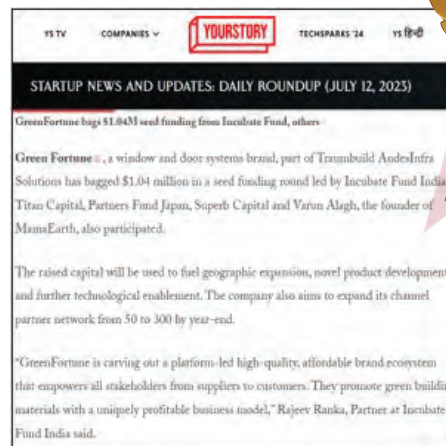 YS TV COMPANIES YOURSTORY TECHSPARKS '24 YS हिन्दी
STARTUP NEWS AND UPDATES: DAILY ROUNDUP (JULY 12, 2023)
GreenFortune bags $1.04M seed funding from Incubate Fund, others
Green Fortune, a window and door systems brand, part of Traumbuild AndesInfra
Solutions has bagged $1.04 million in a seed funding round led by Incubate Fund India
Titan Capital, Partners Fund Japan, Superb Capital and Varun Alagh, the founder of
MamaEarth, also participated.
The raised capital will be used to fuel geographic expansion, novel product development
and further technological enablement. The company also aims to expand its channel
partner network from 50 to 300 by year-end.
"GreenFortune is carving out a platform-led high-quality, affordable brand ecosystem
that empowers all stakeholders from suppliers to customers. They promote green buildin
materials with a uniquely profitable business model," Rajeev Ranka, Partner at Incubate
Fund India said.